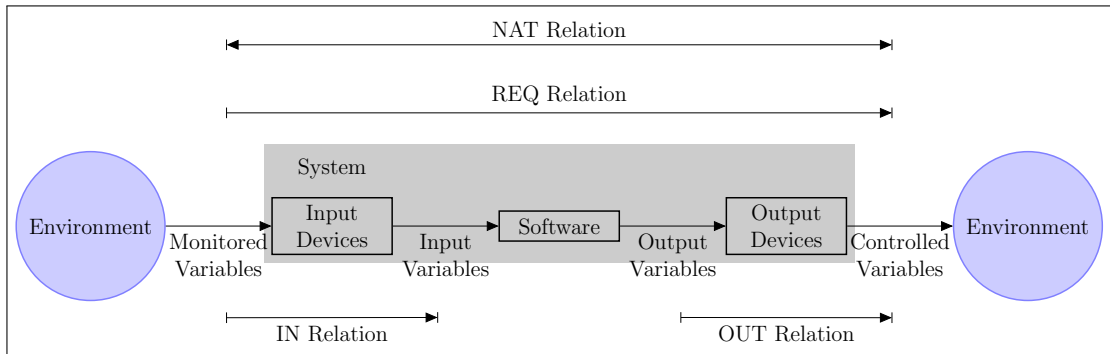 NAT Relation
REQ Relation
System
Environment
Monitored
Variables
Input
Devices
Input
Variables
Software
Output
Variables
Output
Devices
Controlled
Variables
Environment
IN Relation
OUT Relation